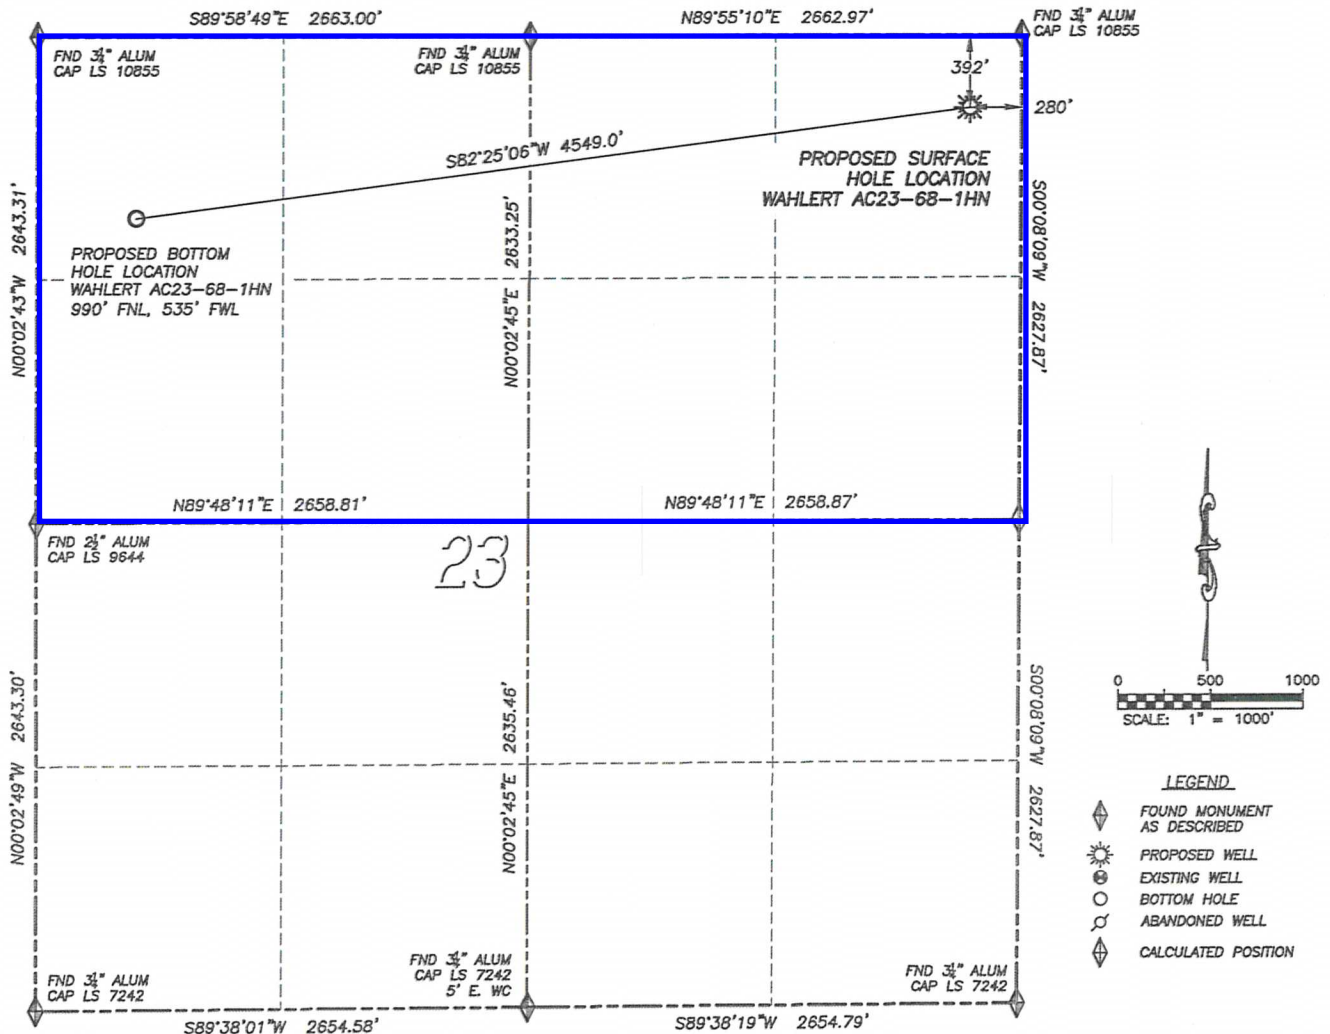 S89°58'49"E 2663.00'
N89°55'10"E 2662.97'
FND 3¼" ALUM
CAP LS 10855
FND 3¼" ALUM
CAP LS 10855
FND 3¼" ALUM
CAP LS 10855
392'
280'
S82°25'06"W 4549.0'
PROPOSED SURFACE
HOLE LOCATION
WAHLERT AC23-68-1HN
N00°02'43"W 2643.31'
N00°02'45"E 2633.25'
S00°08'09"W 2627.87'
PROPOSED BOTTOM
HOLE LOCATION
WAHLERT AC23-68-1HN
990' FNL, 535' FWL
N89°48'11"E 2658.81'
N89°48'11"E 2658.87'
FND 2½" ALUM
CAP LS 9644
23
N00°02'49"W 2643.30'
N00°02'45"E 2635.46'
S00°08'09"W 2627.87'
0 500 1000
SCALE: 1" = 1000'
LEGEND
FOUND MONUMENT
AS DESCRIBED
PROPOSED WELL
EXISTING WELL
BOTTOM HOLE
ABANDONED WELL
CALCULATED POSITION
FND 3¼" ALUM
CAP LS 7242
FND 3¼" ALUM
CAP LS 7242
5' E. WC
FND 3¼" ALUM
CAP LS 7242
S89°38'01"W 2654.58'
S89°38'19"W 2654.79'